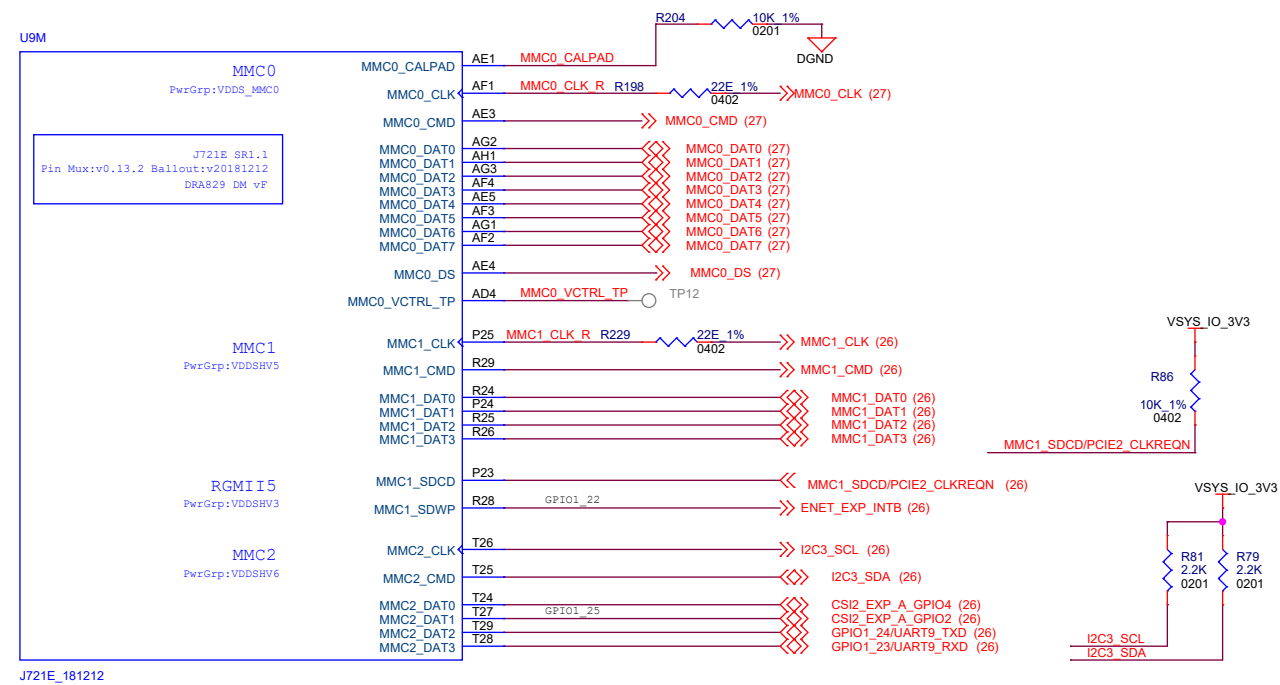 R204 10K_1%
0201
DGND
U9M
MMC0
PwrGrp:VDDS_MMC0
J721E SR1.1
Pin Mux:v0.13.2 Ballout:v20181212
DRA829 DM vF
MMC0_CALPAD AE1 MMC0_CALPAD
MMC0_CLK AF1 MMC0_CLK_R R198 22E_1% MMC0_CLK (27)
0402
MMC0_CMD AE3 MMC0_CMD (27)
MMC0_DAT0 AG2 MMC0_DAT0 (27)
MMC0_DAT1 AH1 MMC0_DAT1 (27)
MMC0_DAT2 AG3 MMC0_DAT2 (27)
MMC0_DAT3 AF4 MMC0_DAT3 (27)
MMC0_DAT4 AE5 MMC0_DAT4 (27)
MMC0_DAT5 AF3 MMC0_DAT5 (27)
MMC0_DAT6 AG1 MMC0_DAT6 (27)
MMC0_DAT7 AF2 MMC0_DAT7 (27)
MMC0_DS AE4 MMC0_DS (27)
MMC0_VCTRL_TP AD4 MMC0_VCTRL_TP TP12
MMC1
PwrGrp:VDDSHV5
MMC1_CLK P25 MMC1_CLK_R R229 22E_1% MMC1_CLK (26)
0402
MMC1_CMD R29 MMC1_CMD (26)
MMC1_DAT0 R24 MMC1_DAT0 (26)
MMC1_DAT1 P24 MMC1_DAT1 (26)
MMC1_DAT2 R25 MMC1_DAT2 (26)
MMC1_DAT3 R26 MMC1_DAT3 (26)
RGMII5
PwrGrp:VDDSHV3
MMC1_SDCD P23 MMC1_SDCD/PCIE2_CLKREQN (26)
MMC1_SDWP R28 GPIO1_22 ENET_EXP_INTB (26)
MMC2
PwrGrp:VDDSHV6
MMC2_CLK T26 I2C3_SCL (26)
MMC2_CMD T25 I2C3_SDA (26)
MMC2_DAT0 T24 CSI2_EXP_A_GPIO4 (26)
MMC2_DAT1 T27 GPIO1_25 CSI2_EXP_A_GPIO2 (26)
MMC2_DAT2 T29 GPIO1_24/UART9_TXD (26)
MMC2_DAT3 T28 GPIO1_23/UART9_RXD (26)
J721E_181212
VSYS_IO_3V3
R86
10K_1%
0402
MMC1_SDCD/PCIE2_CLKREQN
VSYS_IO_3V3
R81 R79
2.2K 2.2K
0201 0201
I2C3_SCL
I2C3_SDA